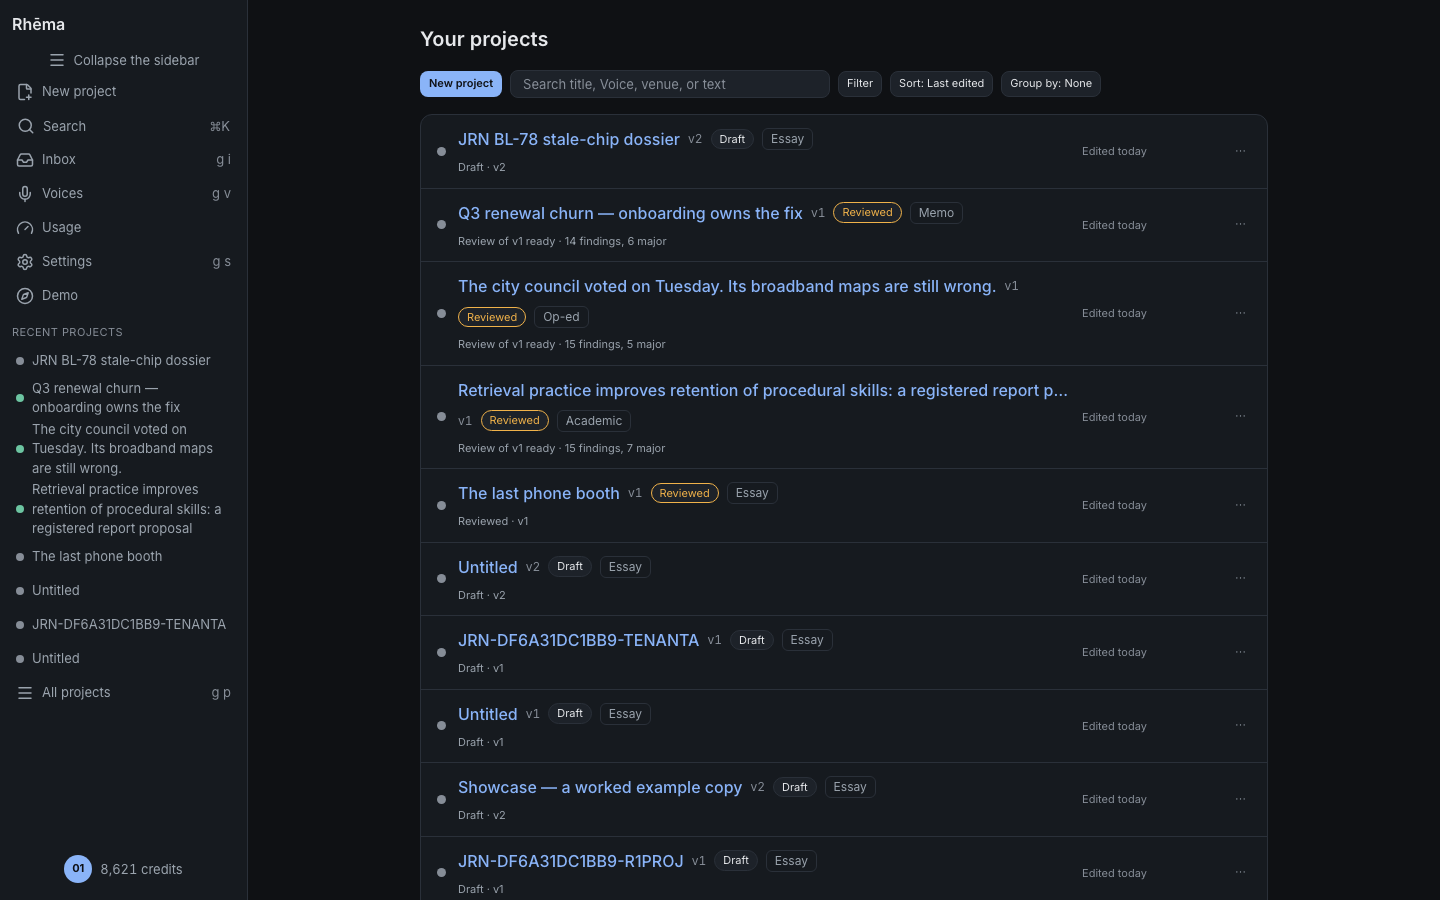 Rhēma
Collapse the sidebar
New project
Search ⌘K
Inbox g i
Voices g v
Usage
Settings g s
Demo
RECENT PROJECTS
JRN BL-78 stale-chip dossier
Q3 renewal churn —
onboarding owns the fix
The city council voted on
Tuesday. Its broadband maps
are still wrong.
Retrieval practice improves
retention of procedural skills: a
registered report proposal
The last phone booth
Untitled
JRN-DF6A31DC1BB9-TENANTA
Untitled
All projects g p
01 8,621 credits
Your projects
New project Search title, Voice, venue, or text Filter Sort: Last edited Group by: None
JRN BL-78 stale-chip dossier v2 Draft Essay
Draft · v2
Edited today ...
Q3 renewal churn — onboarding owns the fix v1 Reviewed Memo
Review of v1 ready · 14 findings, 6 major
Edited today ...
The city council voted on Tuesday. Its broadband maps are still wrong. v1
Reviewed Op-ed
Review of v1 ready · 15 findings, 5 major
Edited today ...
Retrieval practice improves retention of procedural skills: a registered report p...
v1 Reviewed Academic
Review of v1 ready · 15 findings, 7 major
Edited today ...
The last phone booth v1 Reviewed Essay
Reviewed · v1
Edited today ...
Untitled v2 Draft Essay
Draft · v2
Edited today ...
JRN-DF6A31DC1BB9-TENANTA v1 Draft Essay
Draft · v1
Edited today ...
Untitled v1 Draft Essay
Draft · v1
Edited today ...
Showcase — a worked example copy v2 Draft Essay
Draft · v2
Edited today ...
JRN-DF6A31DC1BB9-R1PROJ v1 Draft Essay
Draft · v1
Edited today ...